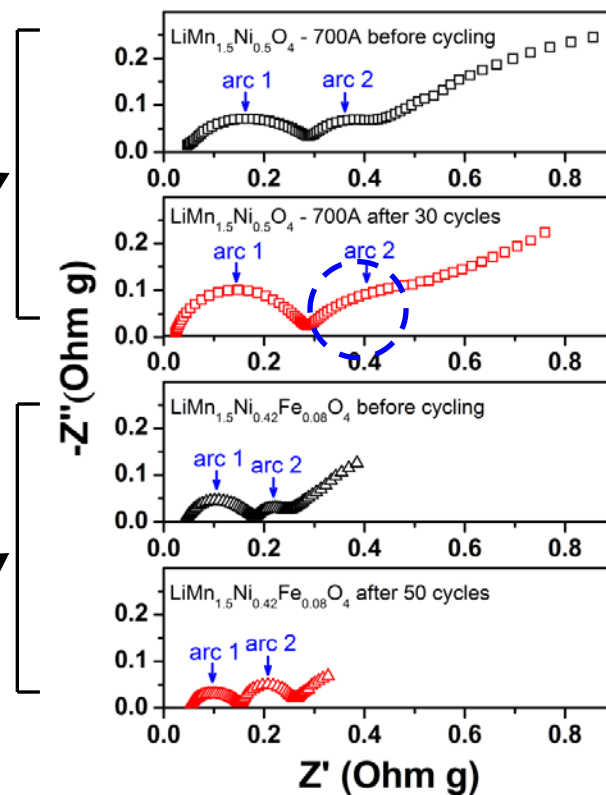 LiMn1.5Ni0.5O4 - 700A before cycling
arc 1
arc 2
0.2
0.1
0.0
0.0 0.2 0.4 0.6 0.8
LiMn1.5Ni0.5O4 - 700A after 30 cycles
arc 1
arc 2
0.2
0.1
0.0
0.0 0.2 0.4 0.6 0.8
-Z"(Ohm g)
LiMn1.5Ni0.42Fe0.08O4 before cycling
arc 1
arc 2
0.2
0.1
0.0
0.0 0.2 0.4 0.6 0.8
LiMn1.5Ni0.42Fe0.08O4 after 50 cycles
arc 1
arc 2
0.2
0.1
0.0
0.0 0.2 0.4 0.6 0.8
Z' (Ohm g)